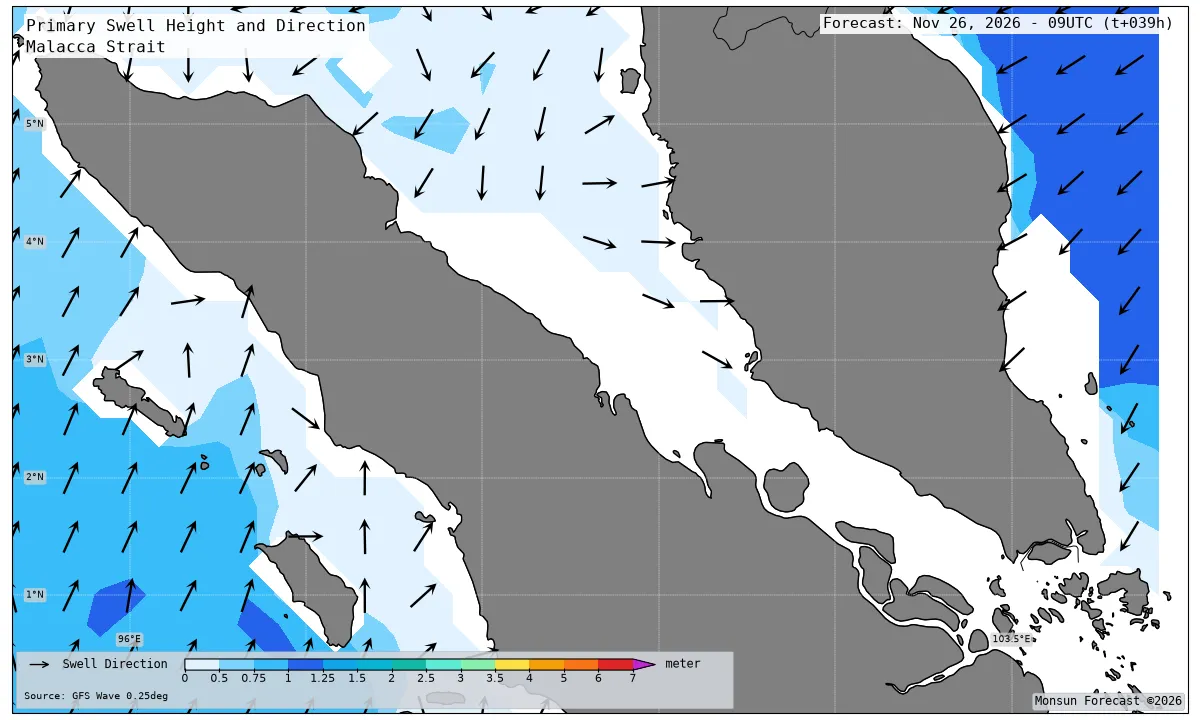 Primary Swell Height and Direction
Malacca Strait
Forecast: Nov 26, 2026 - 09UTC (t+039h)
5°N
4°N
3°N
2°N
1°N
96°E
103.5°E
Swell Direction
meter
0 0.5 0.75 1 1.25 1.5 2 2.5 3 3.5 4 5 6 7
Source: GFS Wave 0.25deg
Monsun Forecast ©2026